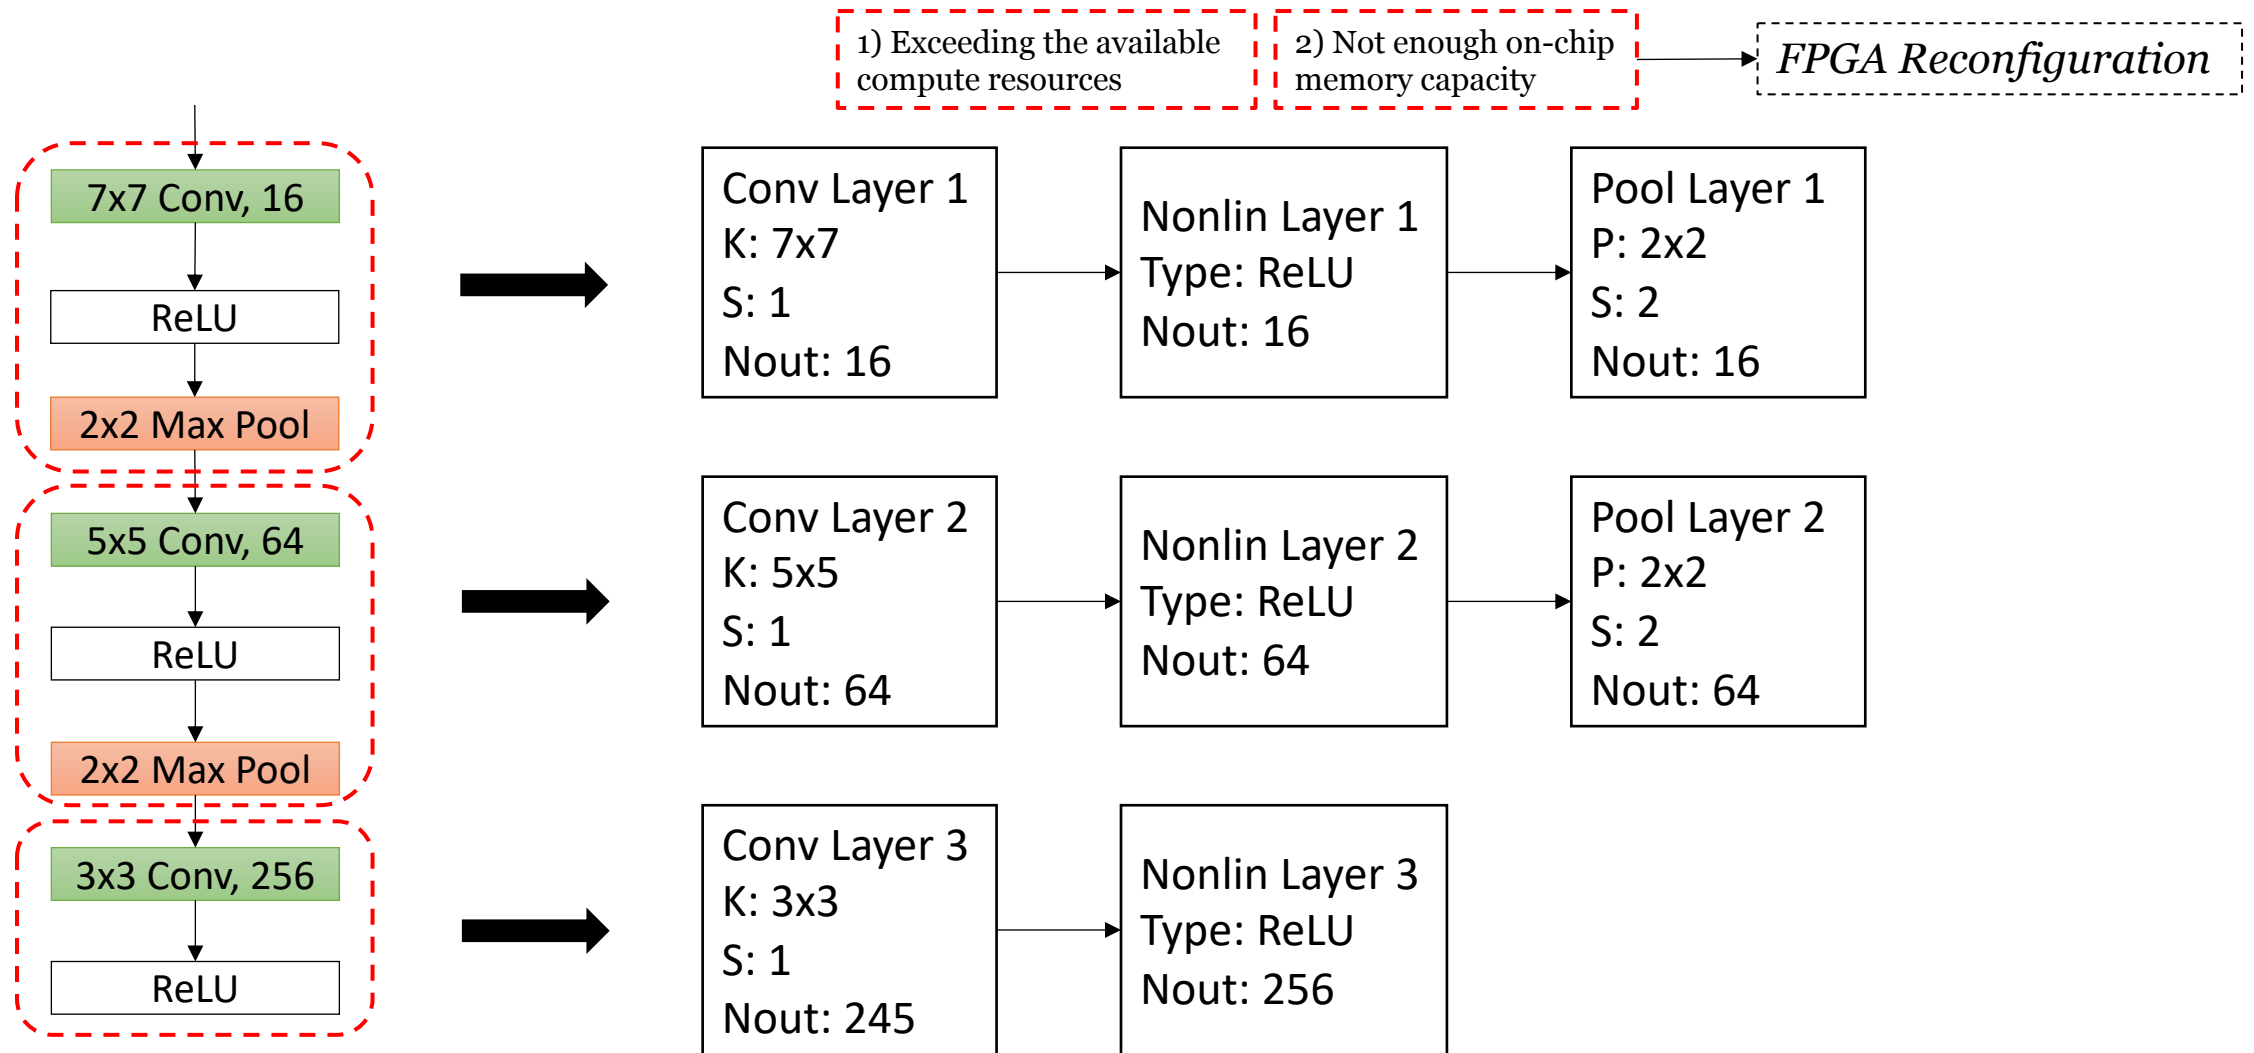 1) Exceeding the available
compute resources
2) Not enough on-chip
memory capacity
FPGA Reconfiguration
7x7 Conv, 16
ReLU
2x2 Max Pool
5x5 Conv, 64
ReLU
2x2 Max Pool
3x3 Conv, 256
ReLU
Conv Layer 1
K: 7x7
S: 1
Nout: 16
Nonlin Layer 1
Type: ReLU
Nout: 16
Pool Layer 1
P: 2x2
S: 2
Nout: 16
Conv Layer 2
K: 5x5
S: 1
Nout: 64
Nonlin Layer 2
Type: ReLU
Nout: 64
Pool Layer 2
P: 2x2
S: 2
Nout: 64
Conv Layer 3
K: 3x3
S: 1
Nout: 245
Nonlin Layer 3
Type: ReLU
Nout: 256